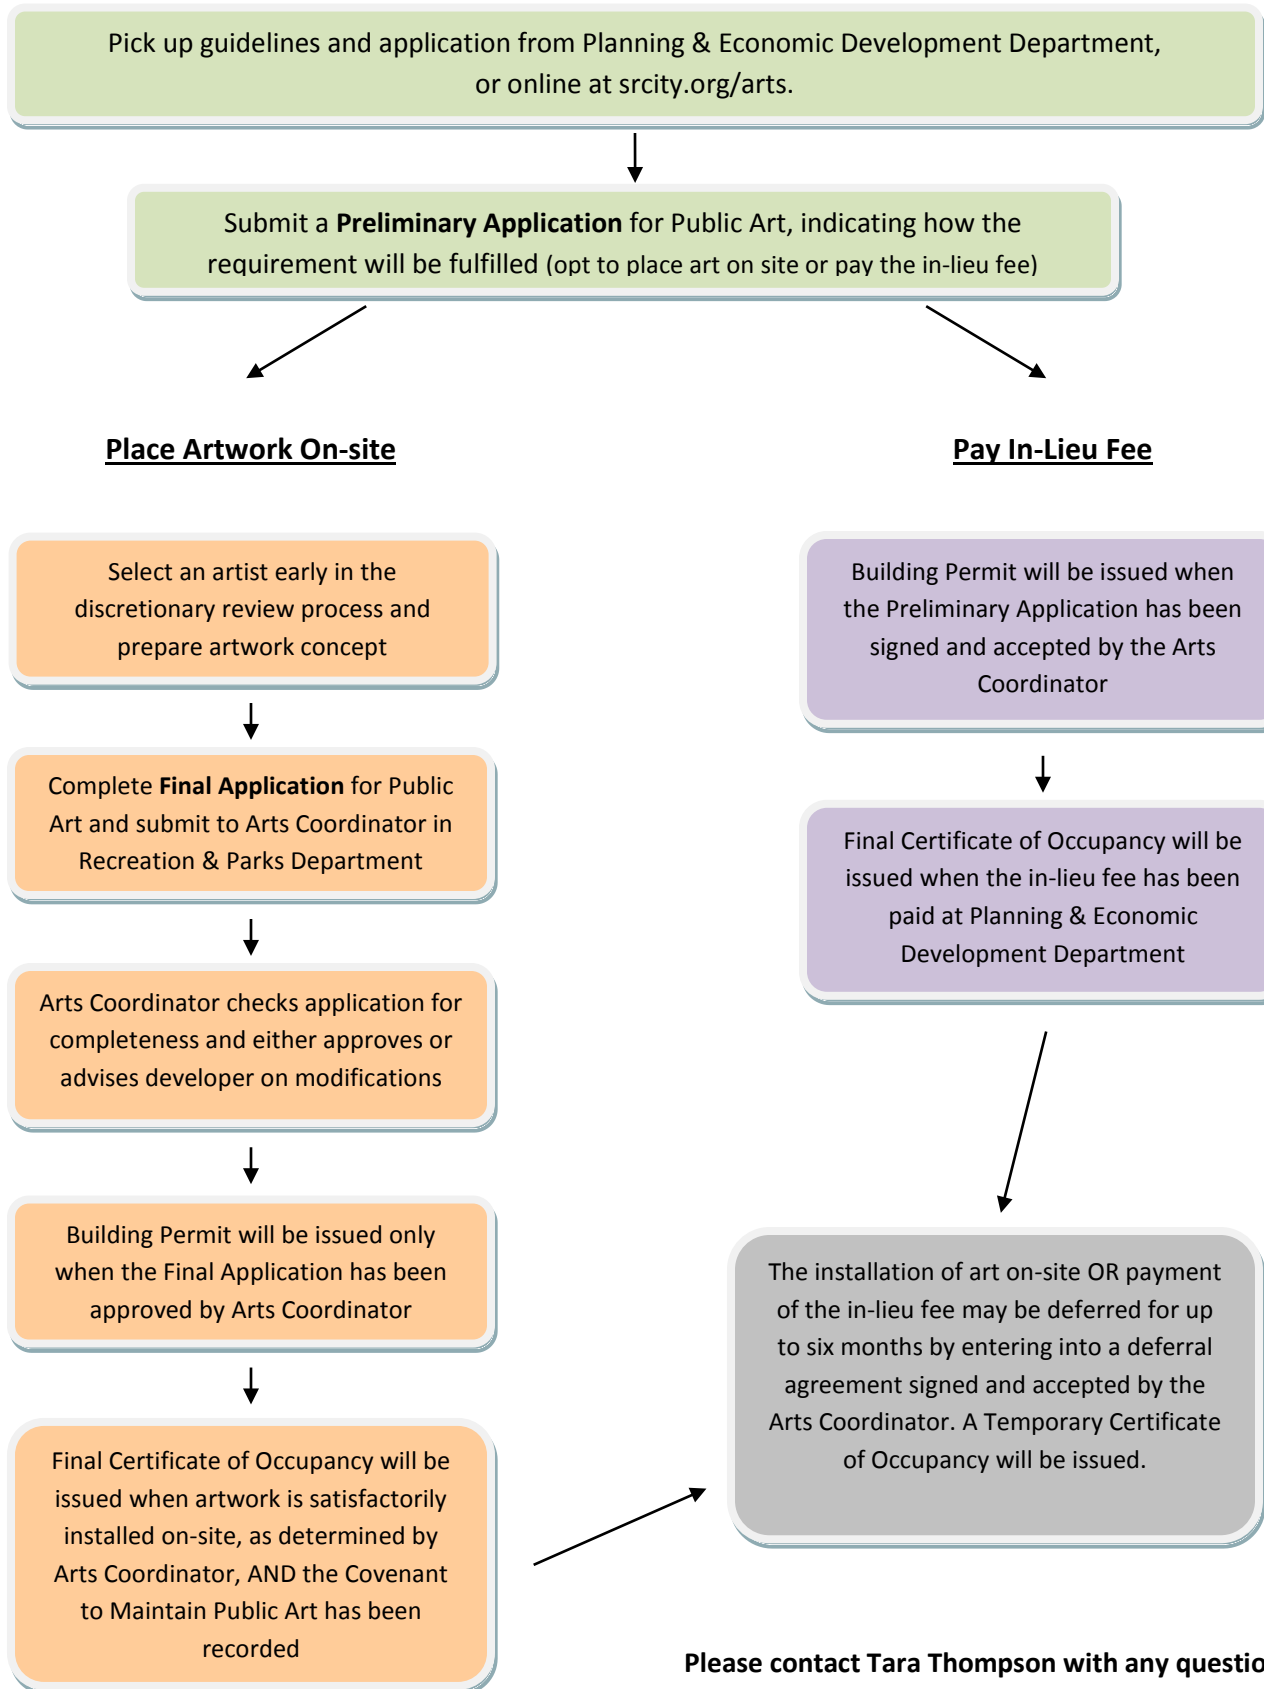 Pick up guidelines and application from Planning & Economic Development Department,
or online at srcity.org/arts.
Submit a Preliminary Application for Public Art, indicating how the
requirement will be fulfilled (opt to place art on site or pay the in-lieu fee)
Place Artwork On-site
Select an artist early in the
discretionary review process and
prepare artwork concept
Complete Final Application for Public
Art and submit to Arts Coordinator in
Recreation & Parks Department
Arts Coordinator checks application for
completeness and either approves or
advises developer on modifications
Building Permit will be issued only
when the Final Application has been
approved by Arts Coordinator
Final Certificate of Occupancy will be
issued when artwork is satisfactorily
installed on-site, as determined by
Arts Coordinator, AND the Covenant
to Maintain Public Art has been
recorded
Pay In-Lieu Fee
Building Permit will be issued when
the Preliminary Application has been
signed and accepted by the Arts
Coordinator
Final Certificate of Occupancy will be
issued when the in-lieu fee has been
paid at Planning & Economic
Development Department
The installation of art on-site OR payment
of the in-lieu fee may be deferred for up
to six months by entering into a deferral
agreement signed and accepted by the
Arts Coordinator. A Temporary Certificate
of Occupancy will be issued.
Please contact Tara Thompson with any